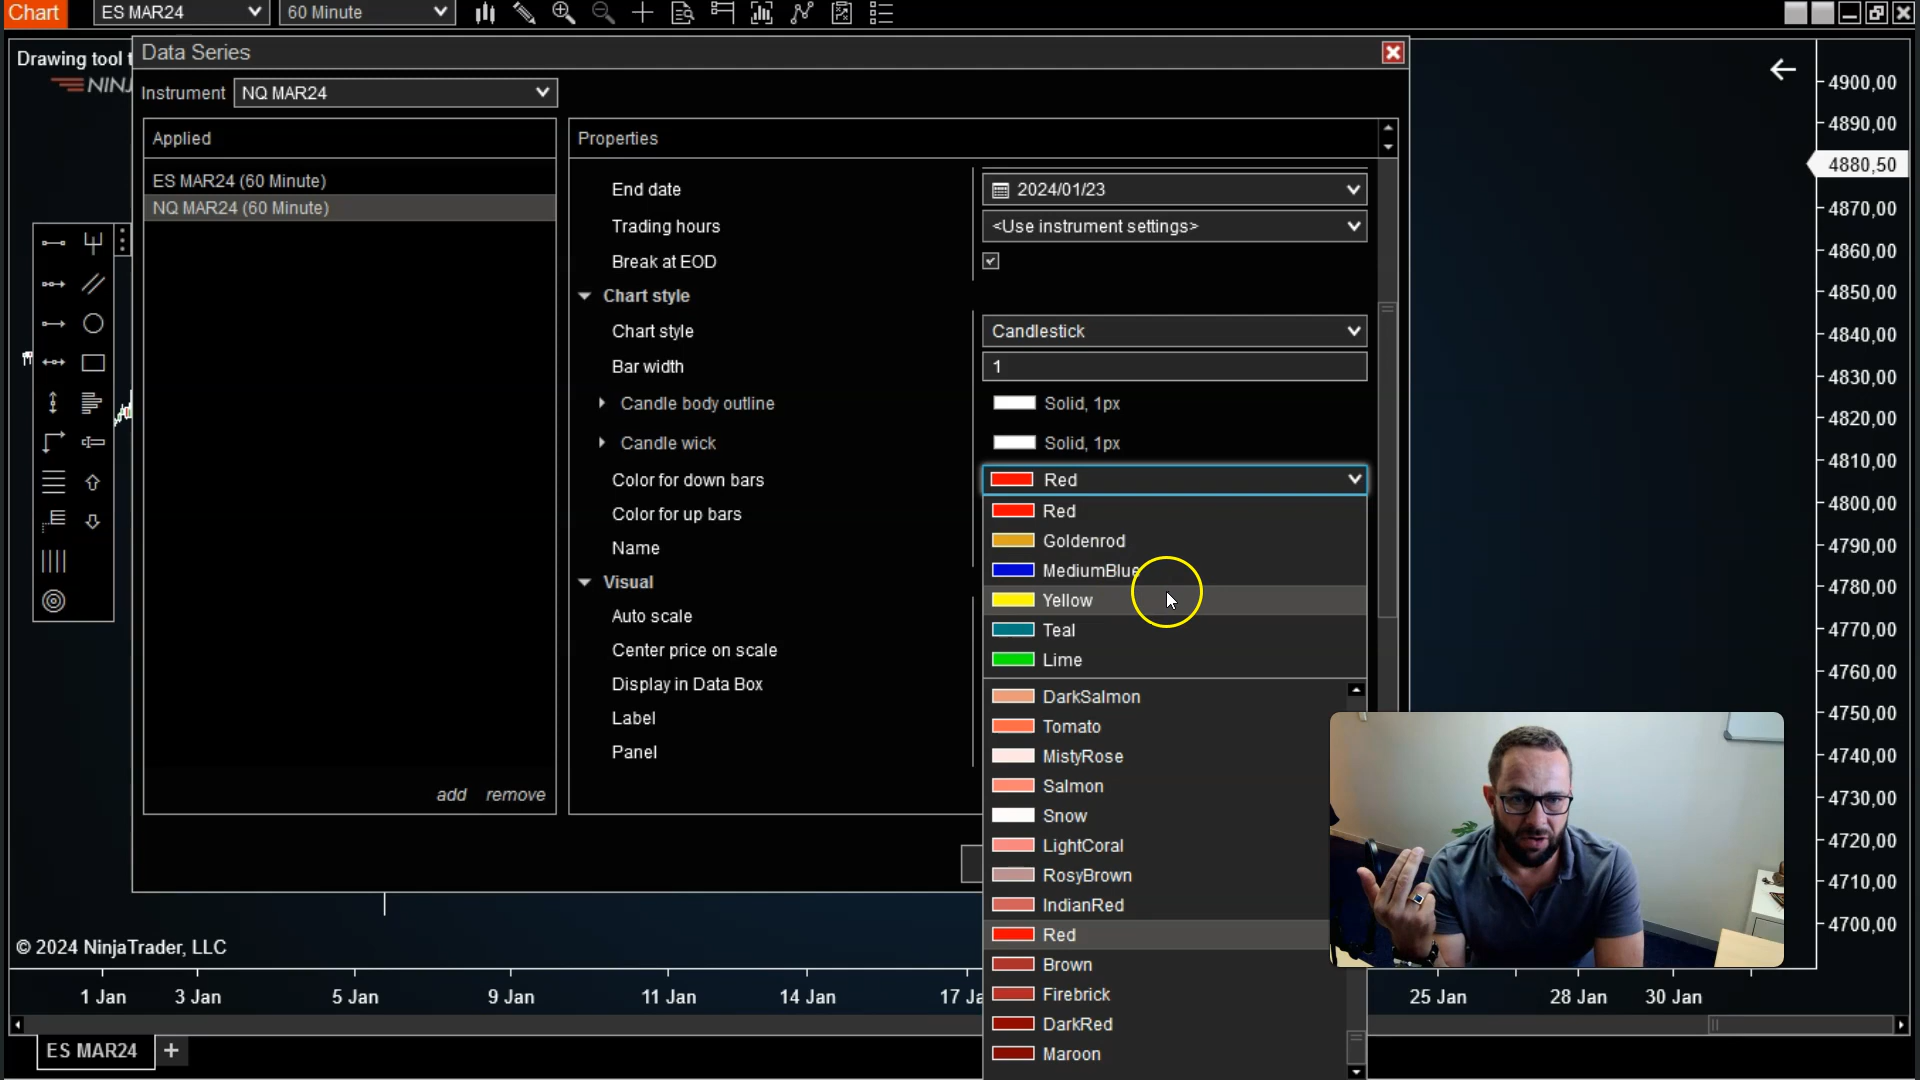 Chart
ES MAR24
60 Minute
Drawing tool t
NINJ
Data Series
Instrument
NQ MAR24
Applied
ES MAR24 (60 Minute)
NQ MAR24 (60 Minute)
add remove
Properties
End date
2024/01/23
Trading hours
<Use instrument settings>
Break at EOD
Chart style
Chart style
Candlestick
Bar width
1
Candle body outline
Solid, 1px
Candle wick
Solid, 1px
Color for down bars
Red
Color for up bars
Name
Visual
Auto scale
Center price on scale
Display in Data Box
Label
Panel
Red
Goldenrod
MediumBlue
Yellow
Teal
Lime
DarkSalmon
Tomato
MistyRose
Salmon
Snow
LightCoral
RosyBrown
IndianRed
Red
Brown
Firebrick
DarkRed
Maroon
4900,00
4890,00
4880,50
4870,00
4860,00
4850,00
4840,00
4830,00
4820,00
4810,00
4800,00
4790,00
4780,00
4770,00
4760,00
4750,00
4740,00
4730,00
4720,00
4710,00
4700,00
© 2024 NinjaTrader, LLC
1 Jan 3 Jan 5 Jan 9 Jan 11 Jan 14 Jan 17 Ja 25 Jan 28 Jan 30 Jan
ES MAR24 +